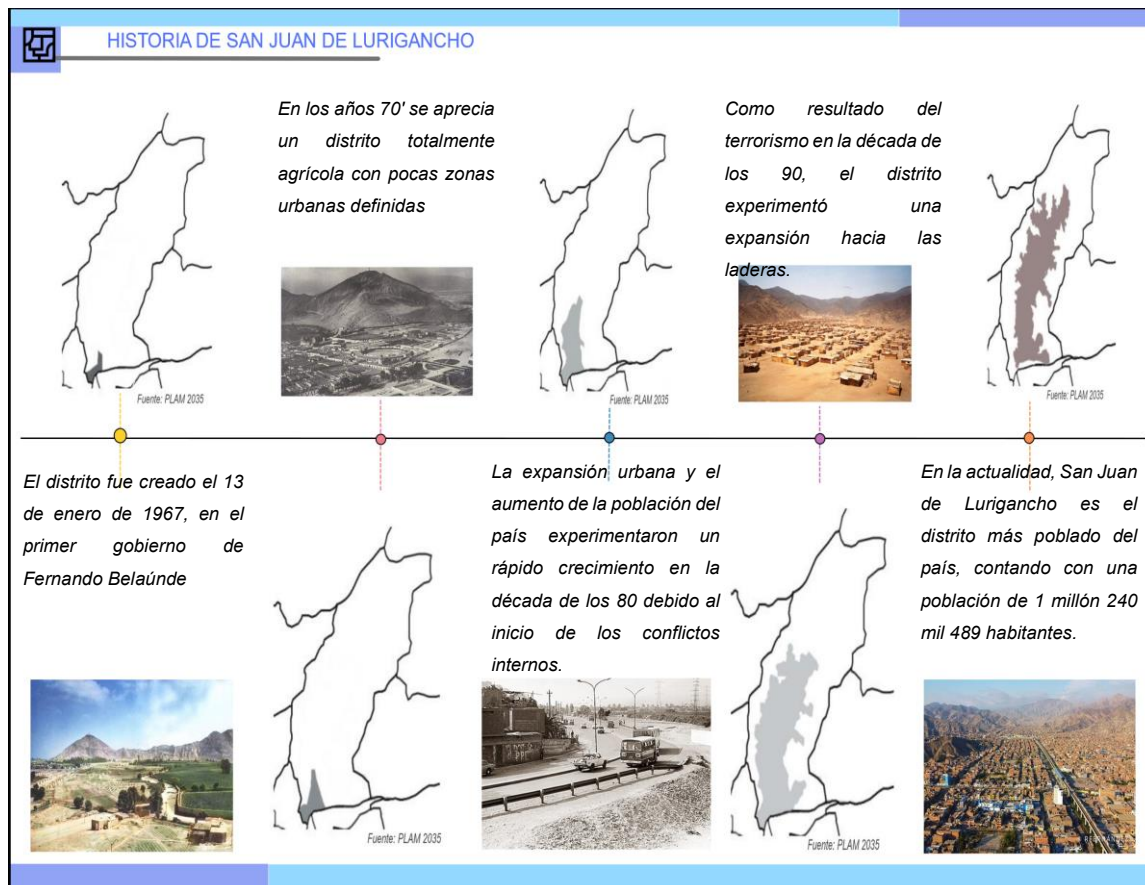 HISTORIA DE SAN JUAN DE LURIGANCHO
En los años 70' se aprecia
un distrito totalmente
agrícola con pocas zonas
urbanas definidas
Como resultado del
terrorismo en la década de
los 90, el distrito
experimentó una
expansión hacia las
laderas.
Fuente: PLAM 2035
Fuente: PLAM 2035
Fuente: PLAM 2035
El distrito fue creado el 13
de enero de 1967, en el
primer gobierno de
Fernando Belaúnde
La expansión urbana y el
aumento de la población del
país experimentaron un
rápido crecimiento en la
década de los 80 debido al
inicio de los conflictos
internos.
En la actualidad, San Juan
de Lurigancho es el
distrito más poblado del
país, contando con una
población de 1 millón 240
mil 489 habitantes.
Fuente: PLAM 2035
Fuente: PLAM 2035